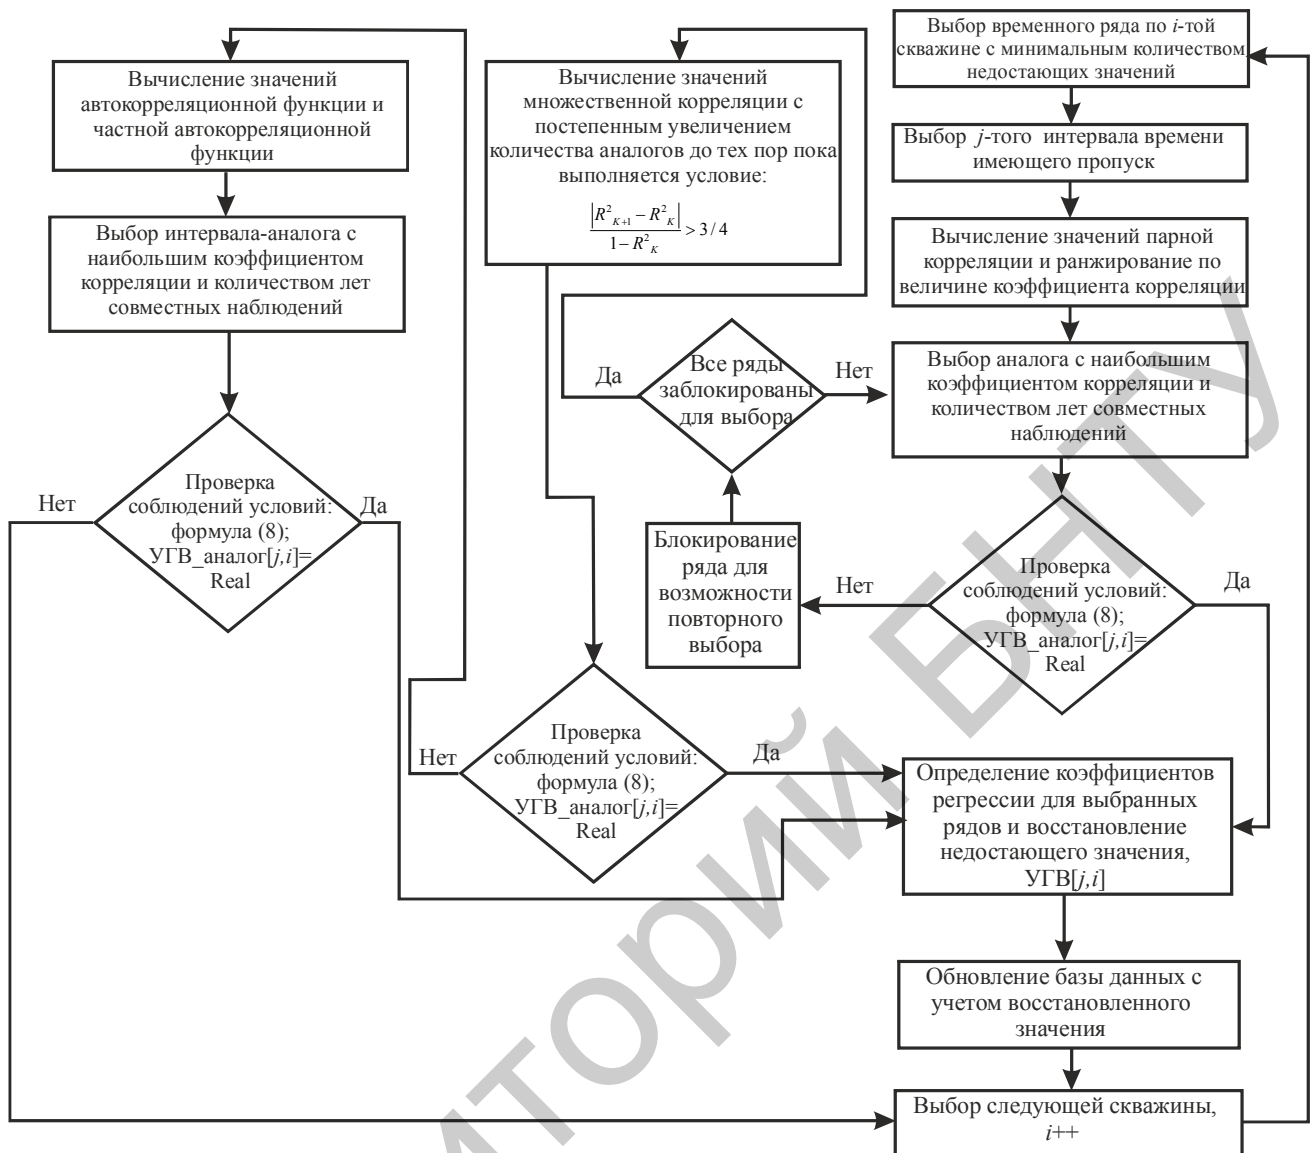 Вычисление значений
автокорреляционной функции и
частной автокорреляционной
функции
Выбор интервала-аналога с
наибольшим коэффициентом
корреляции и количеством лет
совместных наблюдений
Нет
Проверка
соблюдений условий:
формула (8);
УГВ_аналог[j,i]=
Real
Да
Вычисление значений
множественной корреляции с
постепенным увеличением
количества аналогов до тех пор пока
выполняется условие:
|R²_{K+1} − R²_K| / (1 − R²_K) > 3 / 4
Да
Все ряды
заблокированы
для выбора
Нет
Блокирование
ряда для
возможности
повторного
выбора
Нет
Проверка
соблюдений условий:
формула (8);
УГВ_аналог[j,i]=
Real
Да
Выбор временного ряда по i-той
скважине с минимальным количеством
недостающих значений
Выбор j-того интервала времени
имеющего пропуск
Вычисление значений парной
корреляции и ранжирование по
величине коэффициента корреляции
Выбор аналога с наибольшим
коэффициентом корреляции и
количеством лет совместных
наблюдений
Нет
Проверка
соблюдений условий:
формула (8);
УГВ_аналог[j,i]=
Real
Да
Определение коэффициентов
регрессии для выбранных
рядов и восстановление
недостающего значения,
УГВ[j,i]
Обновление базы данных с
учетом восстановленного
значения
Выбор следующей скважины,
i++
иторий БНТУ